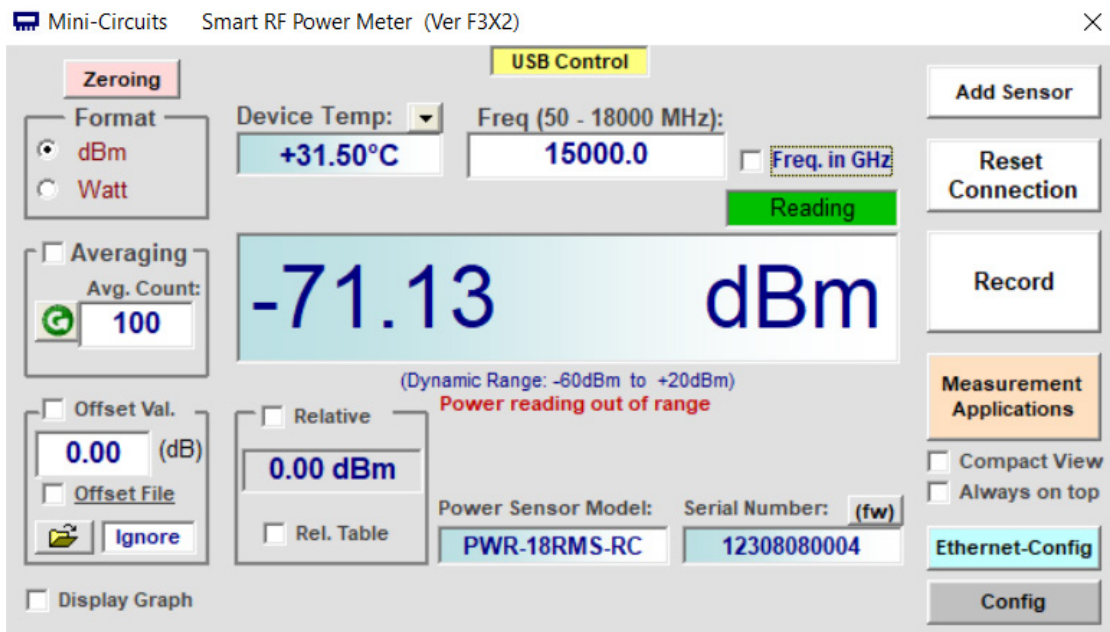 Mini-Circuits Smart RF Power Meter (Ver F3X2)
USB Control
Zeroing
Format
dBm
Watt
Device Temp:
+31.50°C
Freq (50 - 18000 MHz):
15000.0
Freq. in GHz
Reading
Add Sensor
Reset
Connection
Averaging
Avg. Count:
100
-71.13 dBm
Record
(Dynamic Range: -60dBm to +20dBm)
Power reading out of range
Measurement
Applications
Offset Val.
0.00 (dB)
Offset File
Ignore
Relative
0.00 dBm
Rel. Table
Power Sensor Model:
PWR-18RMS-RC
Serial Number: (fw)
12308080004
Compact View
Always on top
Ethernet-Config
Display Graph
Config